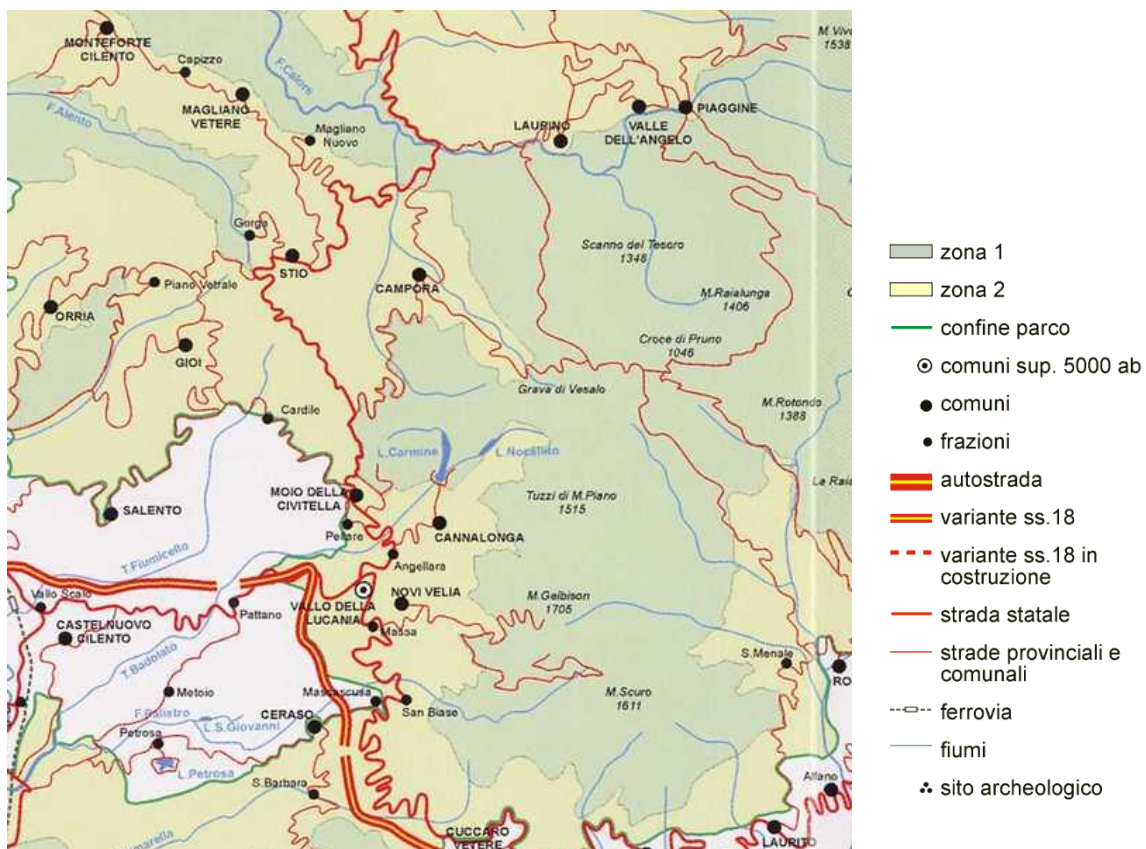 M. Vivo
1538
MONTEFORTE
CILENTO
Capizzo
F.Calore
MAGLIANO
VETERE
F.Alento
Magliano
Nuovo
LAURINO
VALLE
DELL'ANGELO
PIAGGINE
Gorga
STIO
Scanno del Tesoro
1348
Piano Vetrale
CAMPORA
M.Raialunga
1406
ORRIA
GIOI
Croce di Pruno
1046
Grava di Vesalo
M.Rotondo
1388
Cardile
L.Carmine
L.Nocellito
MOIO DELLA
CIVITELLA
Tuzzi di M.Piano
1515
La Raia
SALENTO
Pellare
CANNALONGA
Angellara
T.Fiumicello
Vallo Scalo
Pattano
VALLO DELLA
LUCANIA
NOVI VELIA
M.Gelbison
1705
CASTELNUOVO
CILENTO
Massa
T.Badolato
S.Menale
RO
Metoio
Mascascusa
San Biase
M.Scuro
1611
F.Palistro
L.S.Giovanni
CERASO
Petrosa
L.Petrosa
S.Barbara
Alfano
CUCCARO
VETERE
LAURITO
zona 1
zona 2
confine parco
comuni sup. 5000 ab
comuni
frazioni
autostrada
variante ss.18
variante ss.18 in
costruzione
strada statale
strade provinciali e
comunali
ferrovia
fiumi
sito archeologico